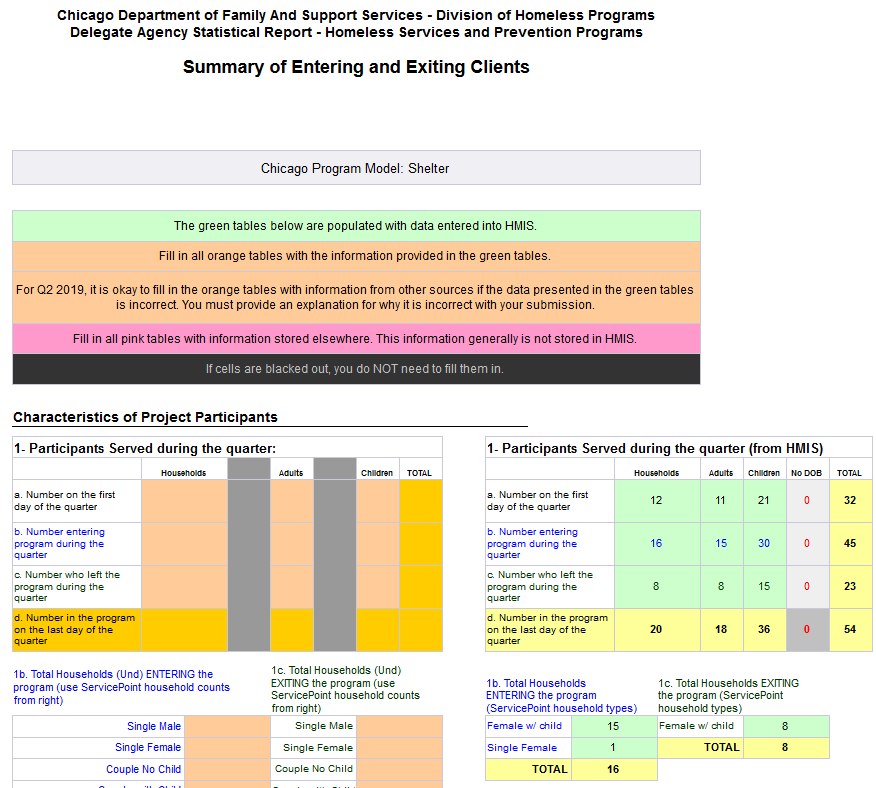 Chicago Department of Family And Support Services - Division of Homeless Programs
Delegate Agency Statistical Report - Homeless Services and Prevention Programs
Summary of Entering and Exiting Clients
Chicago Program Model: Shelter
The green tables below are populated with data entered into HMIS.
Fill in all orange tables with the information provided in the green tables.
For Q2 2019, it is okay to fill in the orange tables with information from other sources if the data presented in the green tables
is incorrect. You must provide an explanation for why it is incorrect with your submission.
Fill in all pink tables with information stored elsewhere. This information generally is not stored in HMIS.
If cells are blacked out, you do NOT need to fill them in.
Characteristics of Project Participants
1- Participants Served during the quarter:
Households Adults Children TOTAL
a. Number on the first
day of the quarter
b. Number entering
program during the
quarter
c. Number who left the
program during the
quarter
d. Number in the program
on the last day of the
quarter
1b. Total Households (Und) ENTERING the
program (use ServicePoint household counts
from right)
Single Male
Single Female
Couple No Child
1c. Total Households (Und)
EXITING the program (use
ServicePoint household counts
from right)
Single Male
Single Female
Couple No Child
1- Participants Served during the quarter (from HMIS)
Households Adults Children No DOB TOTAL
a. Number on the first
day of the quarter
12 11 21 0 32
b. Number entering
program during the
quarter
16 15 30 0 45
c. Number who left the
program during the
quarter
8 8 15 0 23
d. Number in the program
on the last day of the
quarter
20 18 36 0 54
1b. Total Households
ENTERING the program
(ServicePoint household types)
Female w/ child 15
Single Female 1
TOTAL 16
1c. Total Households EXITING
the program (ServicePoint
household types)
Female w/ child 8
TOTAL 8